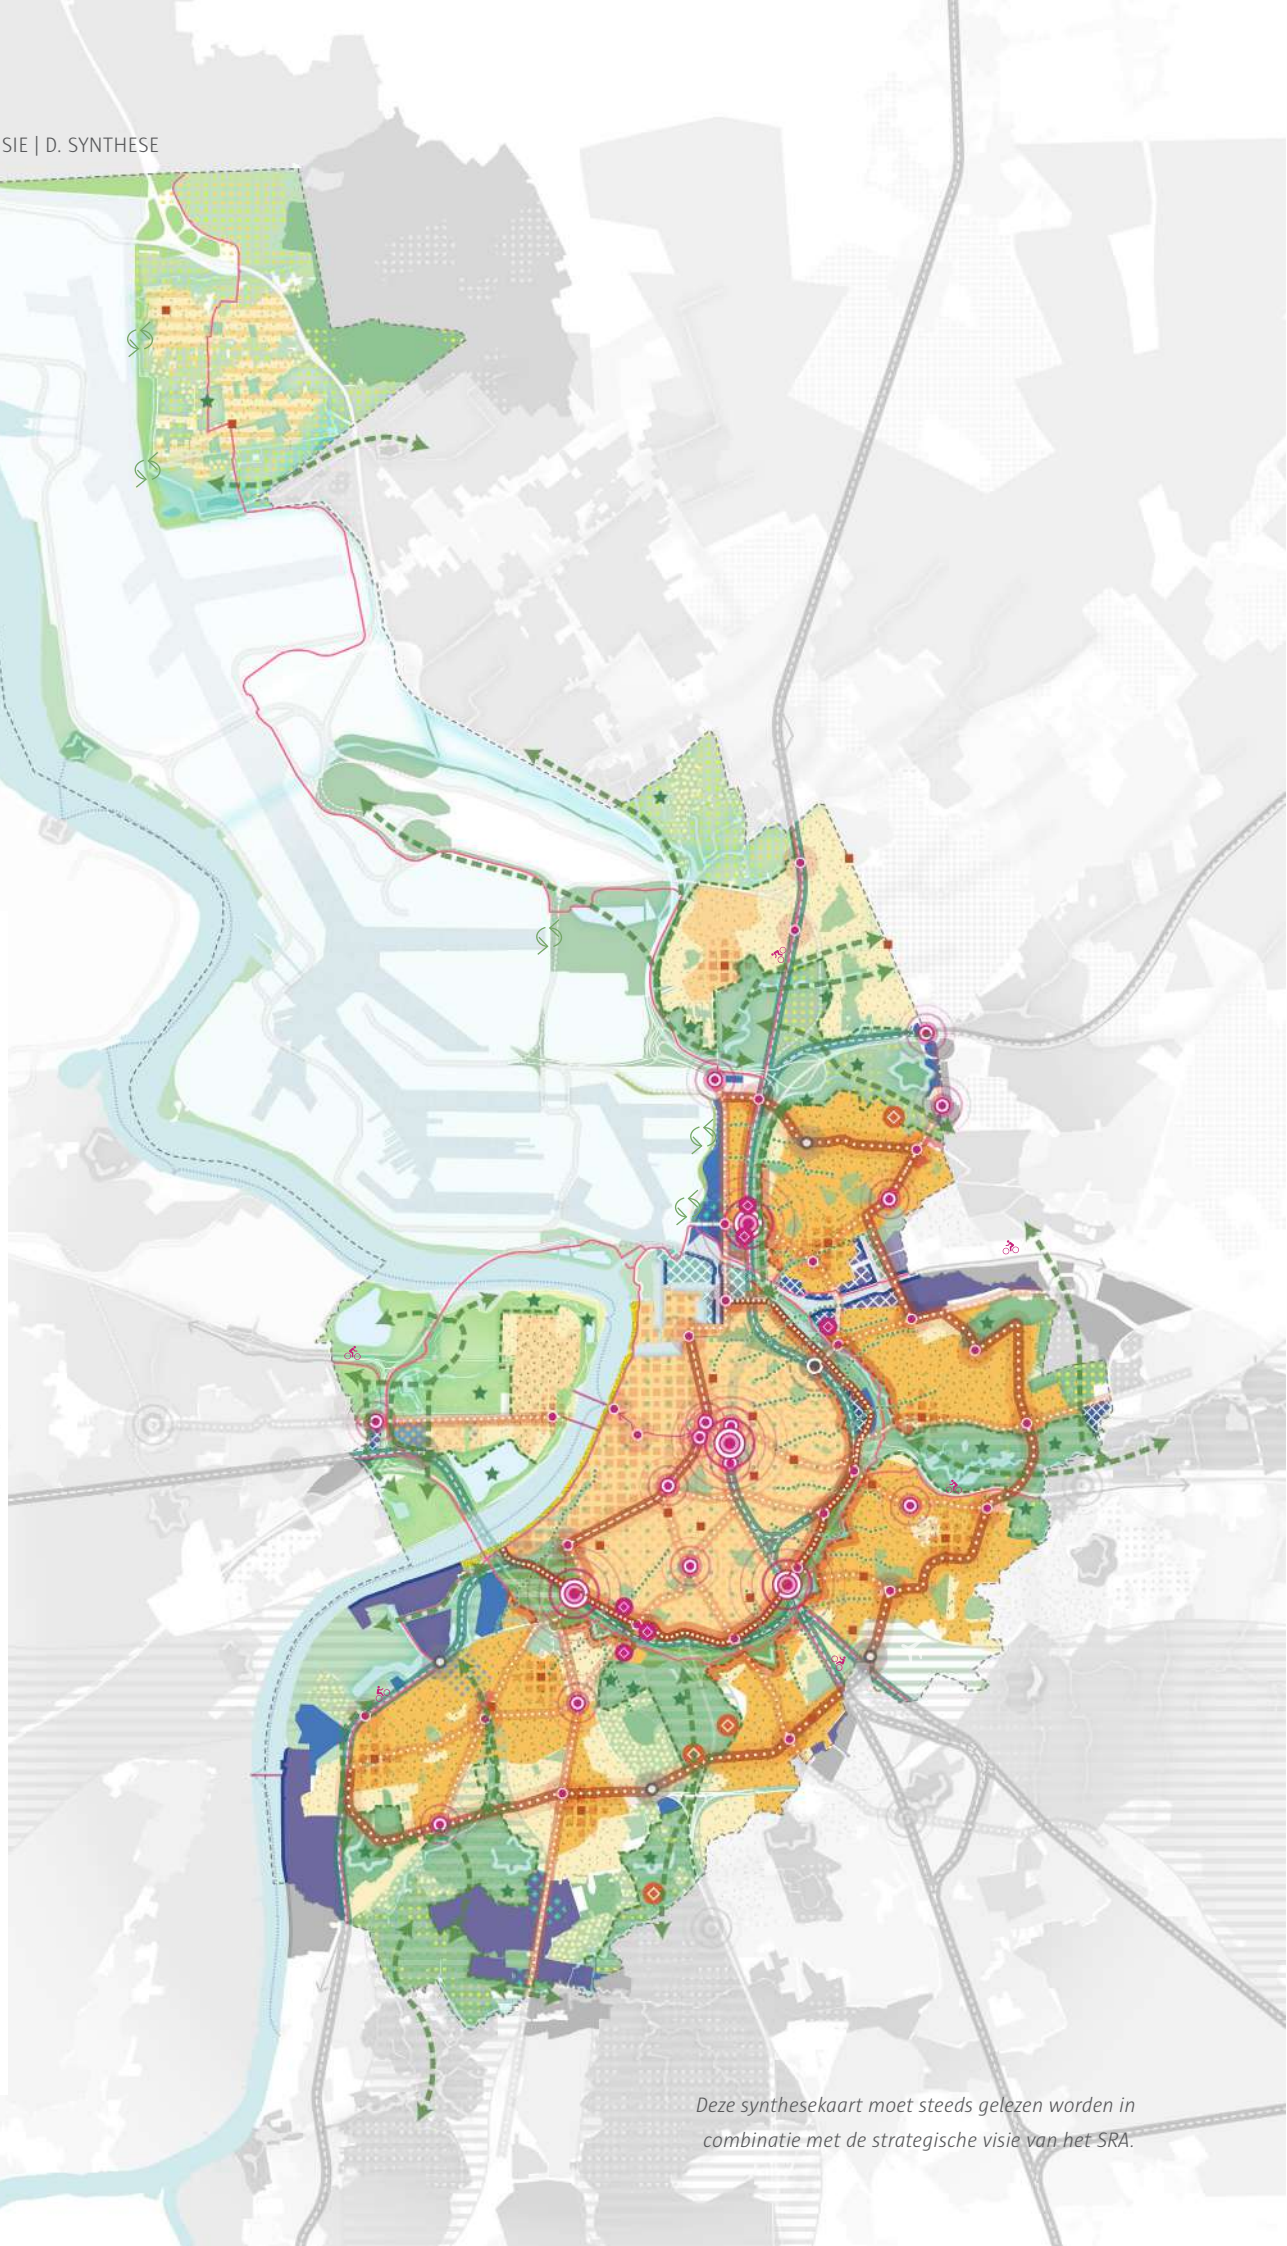 SIE | D. SYNTHESE
Deze synthesekaart moet steeds gelezen worden in
combinatie met de strategische visie van het SRA.